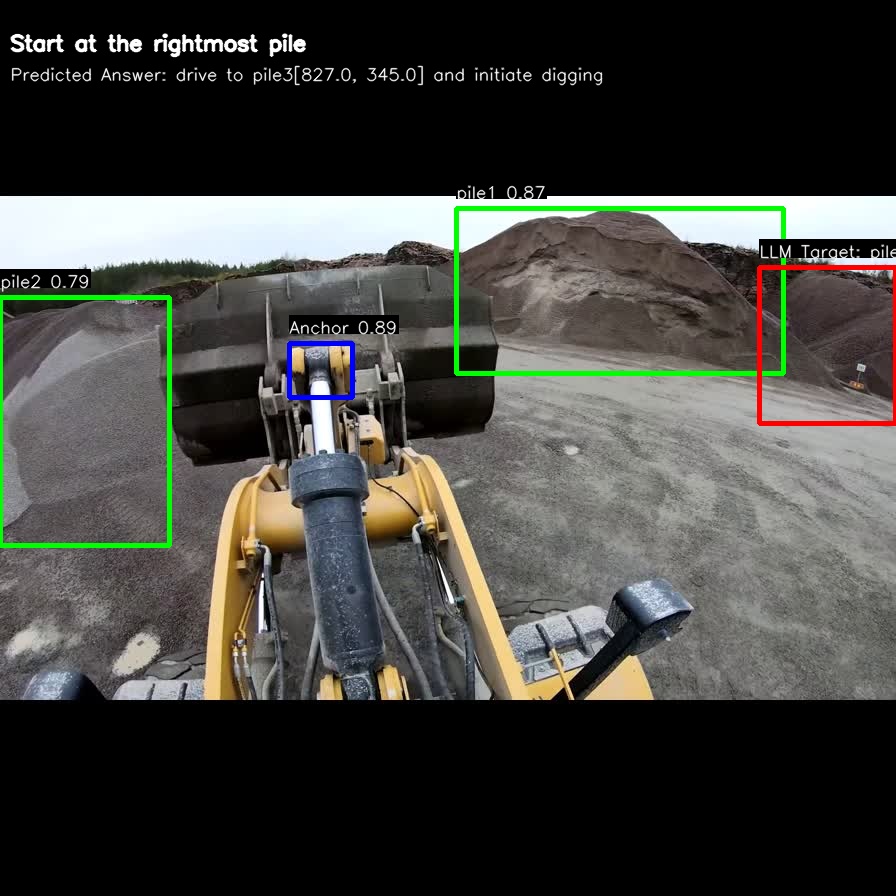 Start at the rightmost pile
Predicted Answer: drive to pile3[827.0, 345.0] and initiate digging
pile1 0.87
LLM Target: pile
pile2 0.79
Anchor 0.89